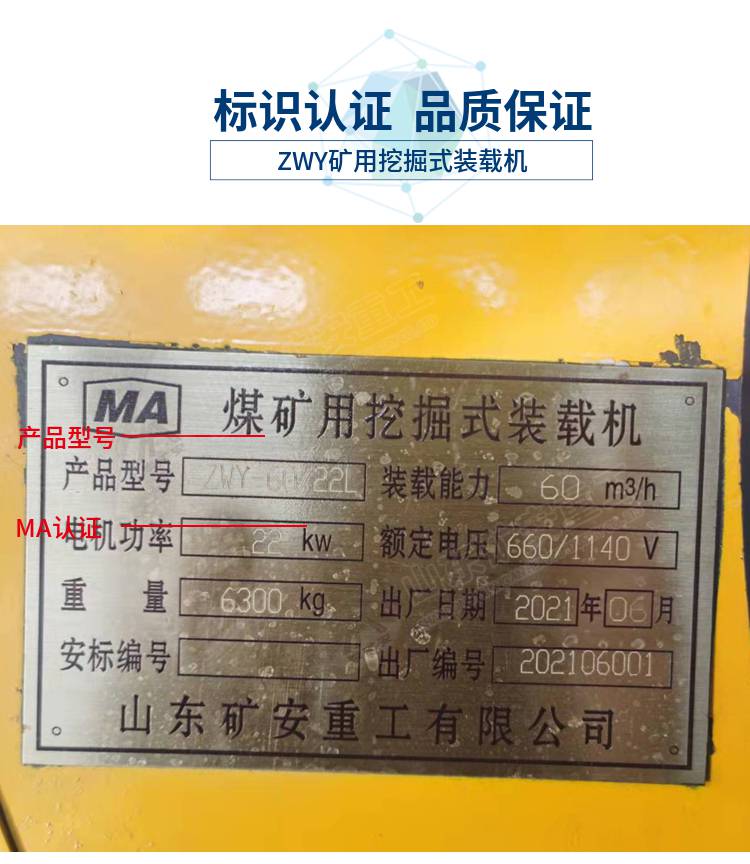 标识认证 品质保证
ZWY矿用挖掘式装载机
MA 煤矿用挖掘式装载机
产品型号
产品型号 ZWY-60/22L 装载能力 60 m3/h
MA认证
电机功率 22 kw 额定电压 660/1140 V
重 量 6300 kg 出厂日期 2021年06月
安标编号 出厂编号 202106001
山东矿安重工有限公司